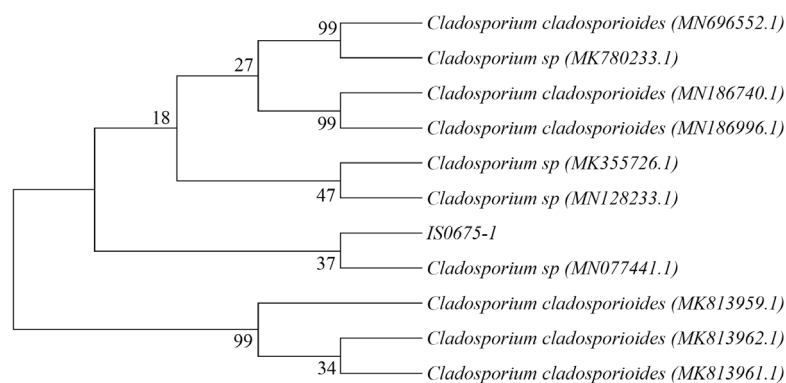 99 Cladosporium cladosporioides (MN696552.1)
27 Cladosporium sp (MK780233.1)
Cladosporium cladosporioides (MN186740.1)
18 99 Cladosporium cladosporioides (MN186996.1)
Cladosporium sp (MK355726.1)
47 Cladosporium sp (MN128233.1)
IS0675-1
37 Cladosporium sp (MN077441.1)
Cladosporium cladosporioides (MK813959.1)
99 Cladosporium cladosporioides (MK813962.1)
34 Cladosporium cladosporioides (MK813961.1)